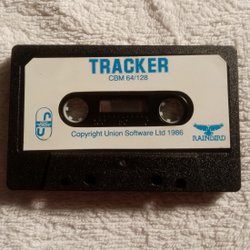 TRACKER
CBM 64/128
Copyright Union Software Ltd 1986
RAINBIRD